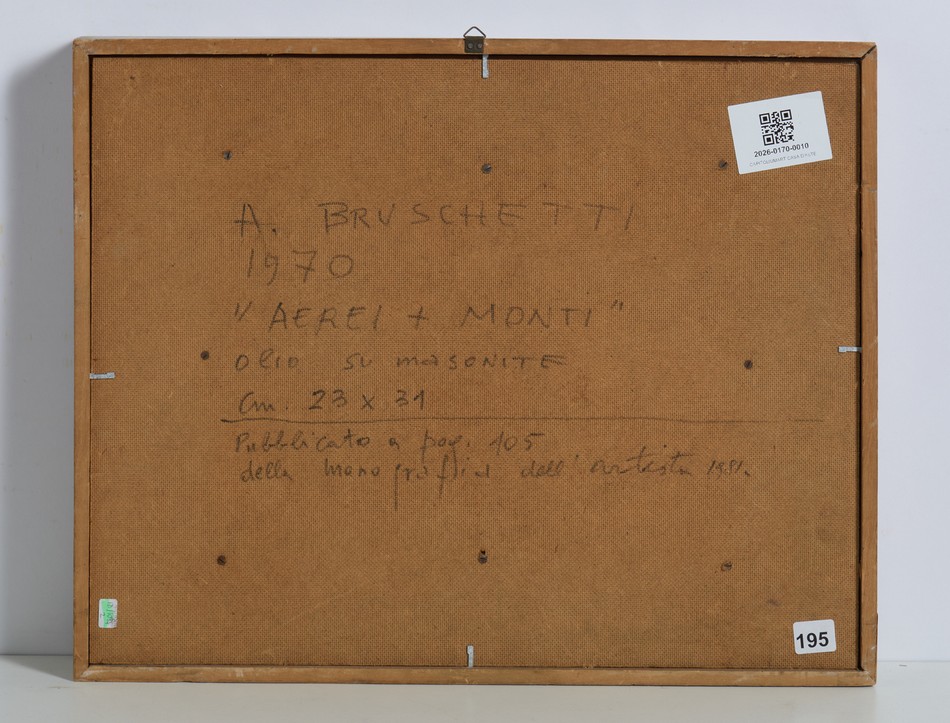 2026-0170-0010
A. BRUSCHETTI
1970
"AEREI + MONTI"
olio su masonite
cm. 23 x 31
Pubblicato a pag. 105
della monografia dell'artista 1981.
195